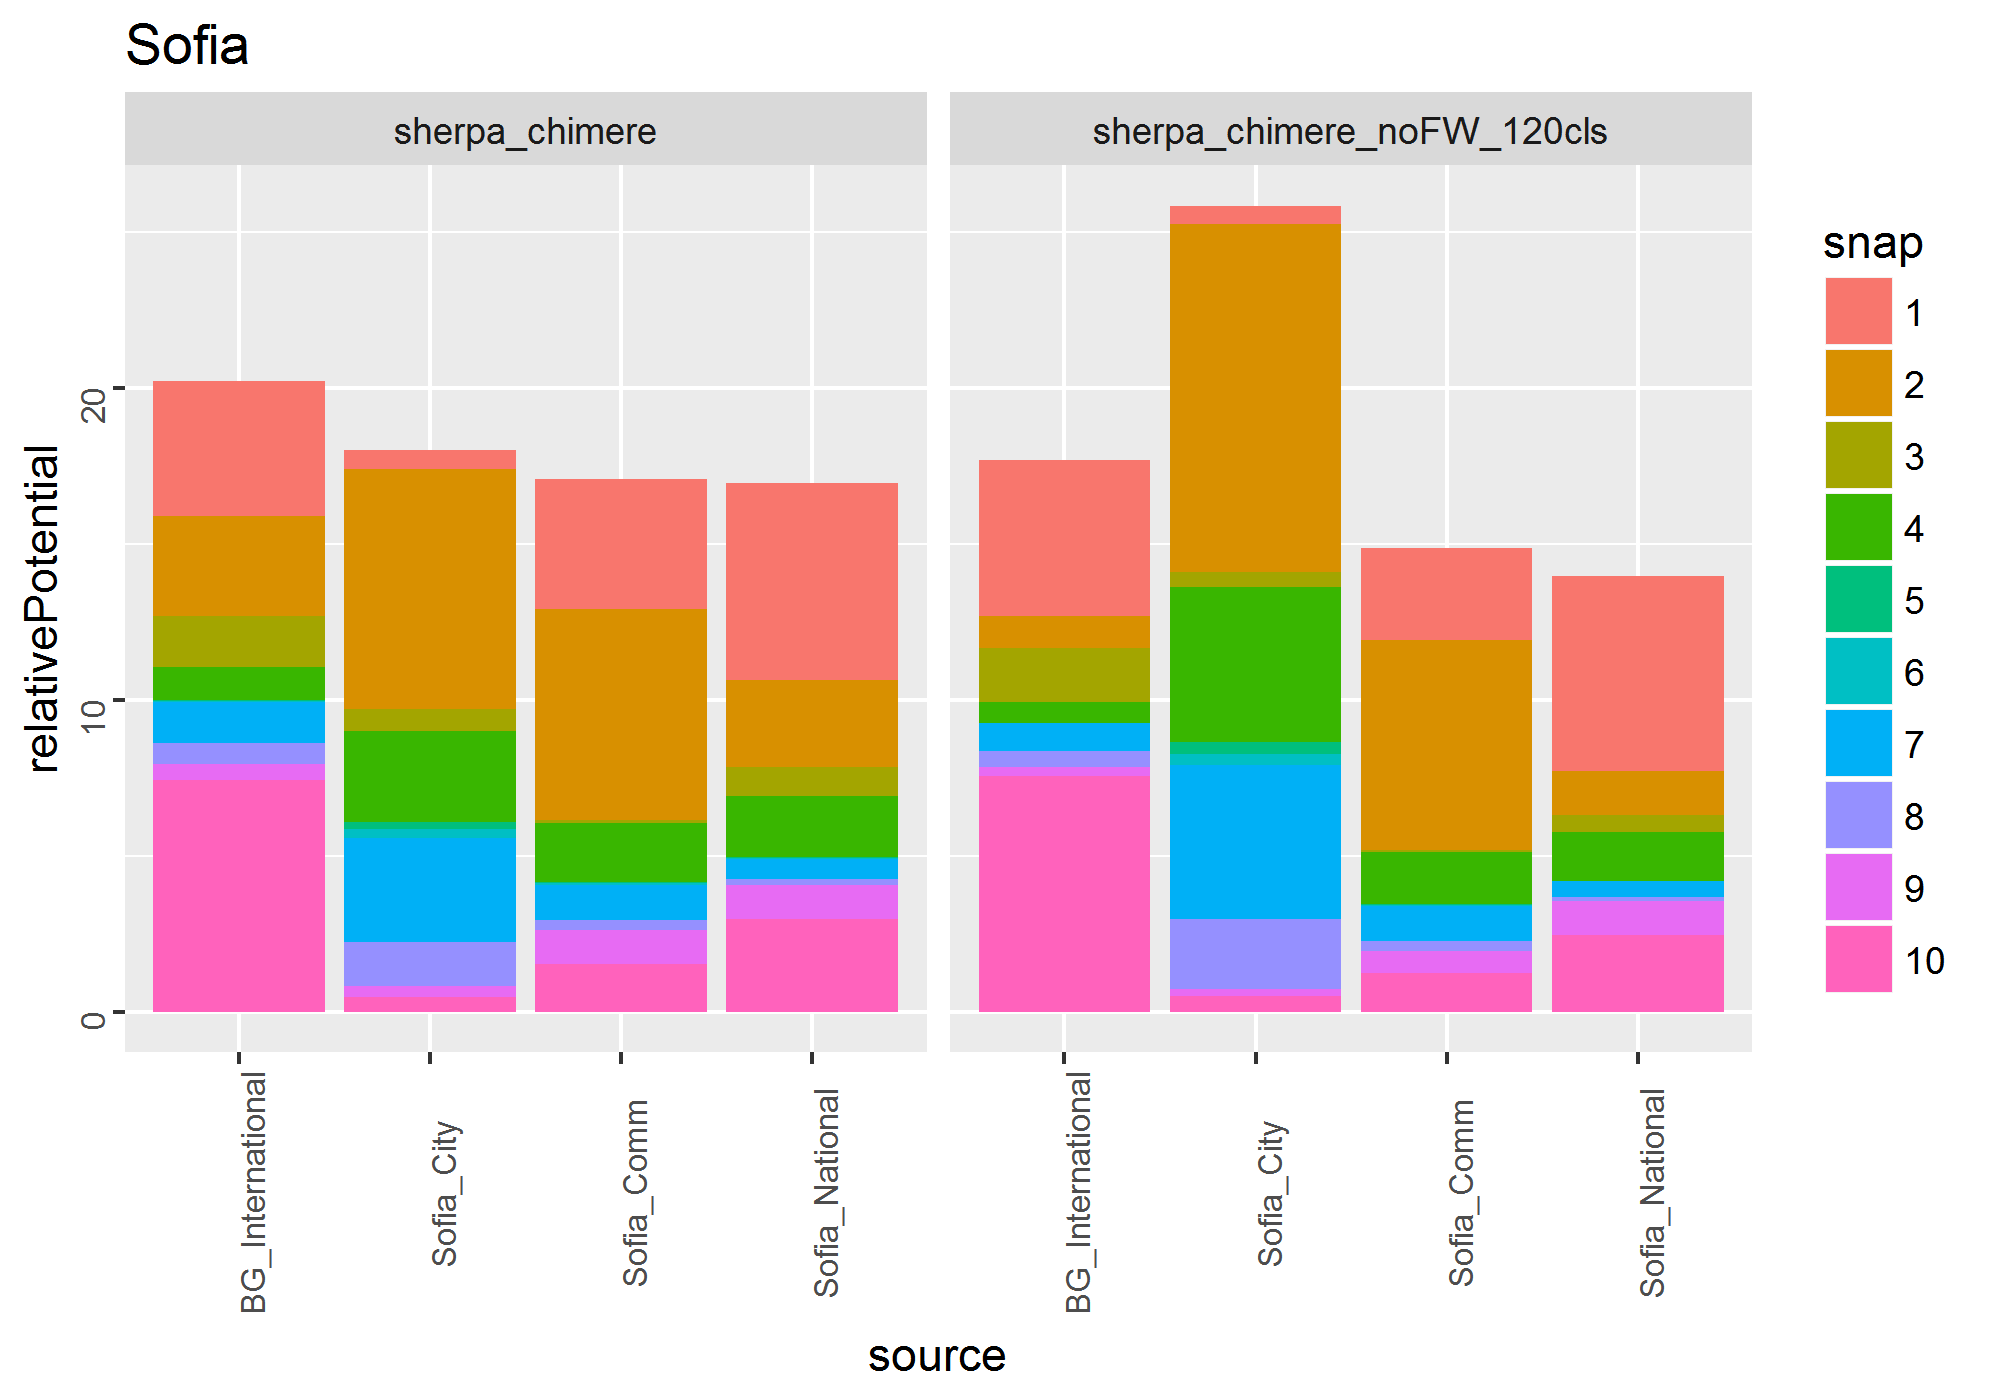 Sofia
sherpa_chimere
sherpa_chimere_noFW_120cls
relativePotential
20
10
0
BG_International
Sofia_City
Sofia_Comm
Sofia_National
BG_International
Sofia_City
Sofia_Comm
Sofia_National
source
snap
1
2
3
4
5
6
7
8
9
10